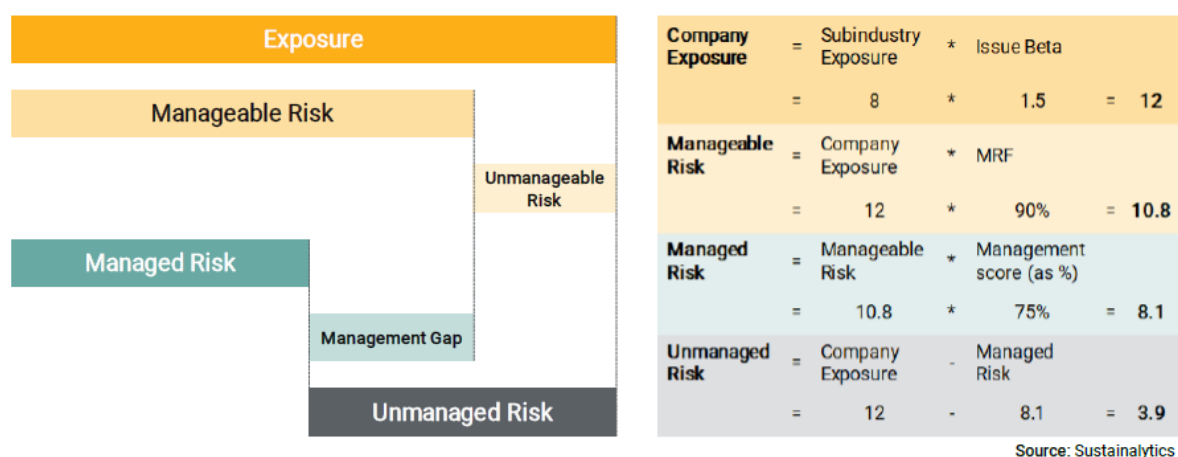 Exposure
Manageable Risk
Unmanageable
Risk
Managed Risk
Management Gap
Unmanaged Risk
Company
Exposure = Subindustry
Exposure * Issue Beta
= 8 * 1.5 = 12
Manageable
Risk = Company
Exposure * MRF
= 12 * 90% = 10.8
Managed
Risk = Manageable
Risk * Management
score (as %)
= 10.8 * 75% = 8.1
Unmanaged
Risk = Company
Exposure - Managed
Risk
= 12 - 8.1 = 3.9
Source: Sustainalytics